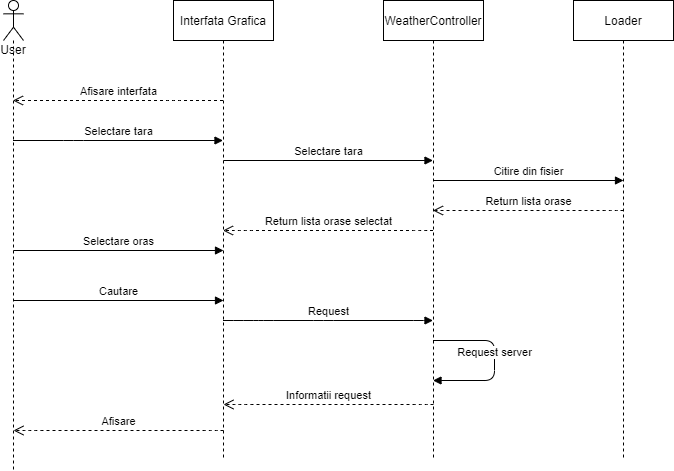 User
Interfata Grafica
WeatherController
Loader
Afisare interfata
Selectare tara
Selectare tara
Citire din fisier
Return lista orase
Return lista orase selectat
Selectare oras
Cautare
Request
Request server
Informatii request
Afisare